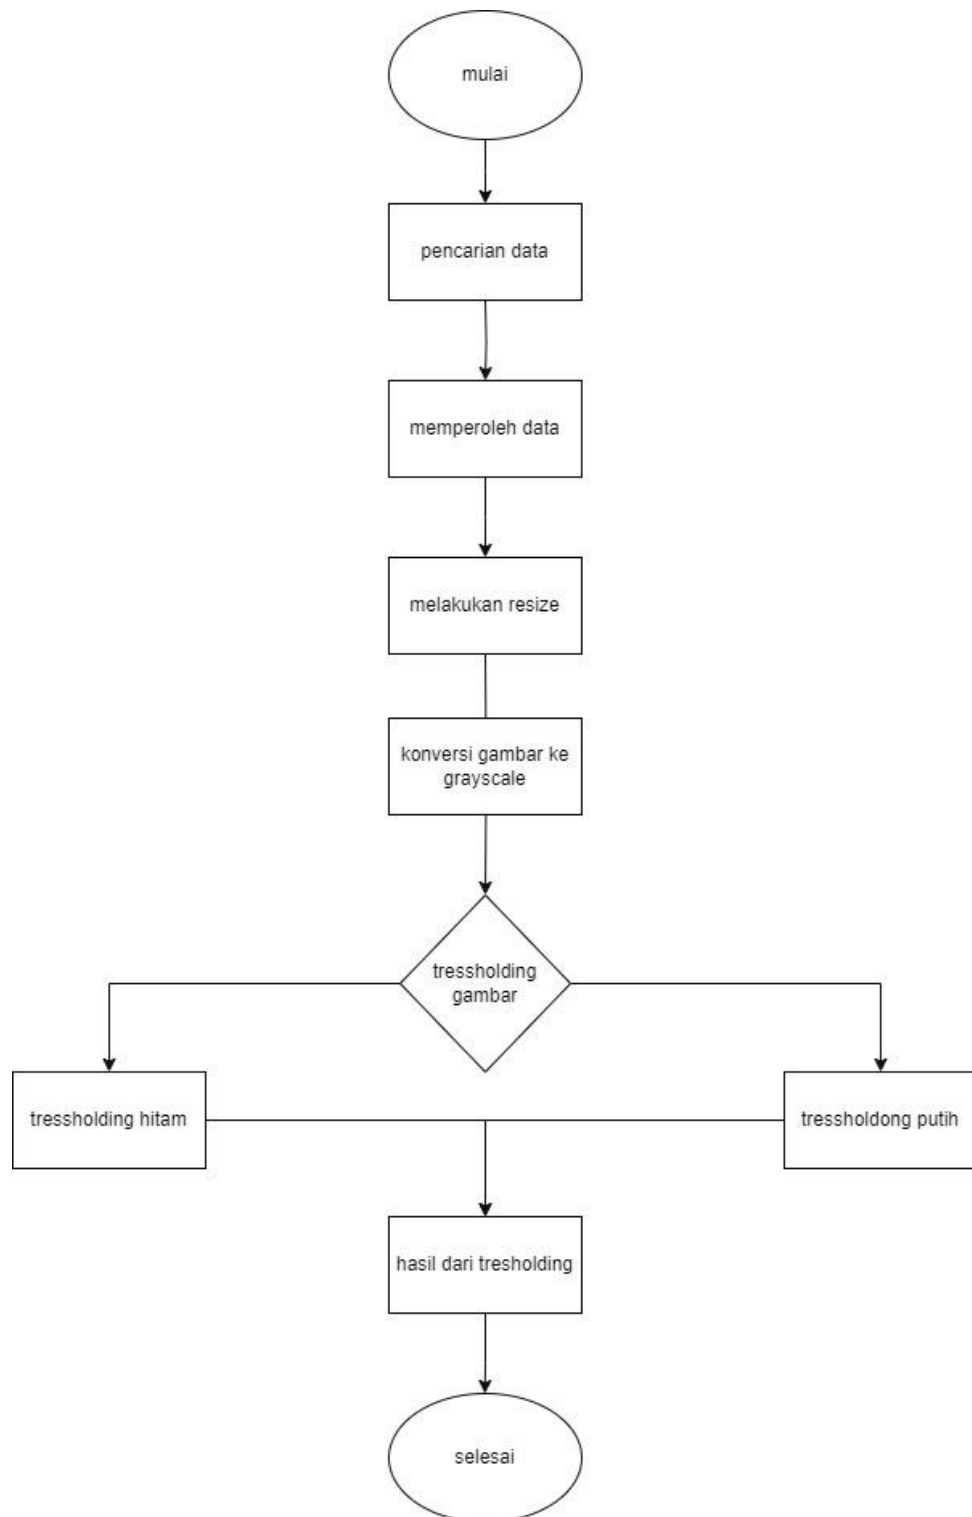 mulai
pencarian data
memperoleh data
melakukan resize
konversi gambar ke
grayscale
tressholding
gambar
tressholding hitam
tressholdong putih
hasil dari tresholding
selesai